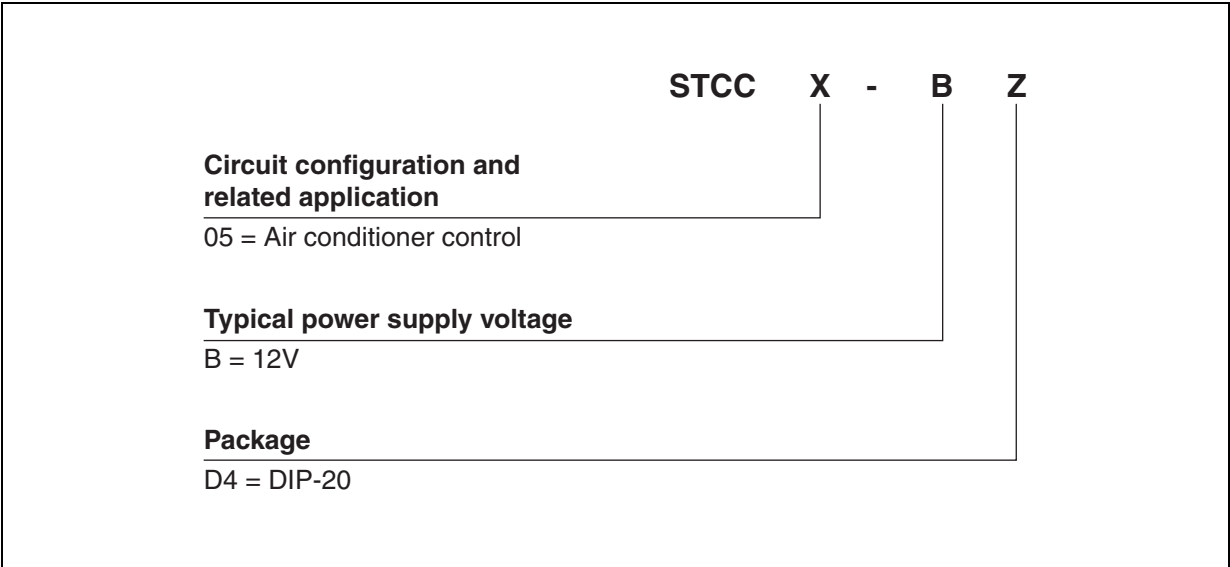 STCC X - B Z
Circuit configuration and
related application
05 = Air conditioner control
Typical power supply voltage
B = 12V
Package
D4 = DIP-20